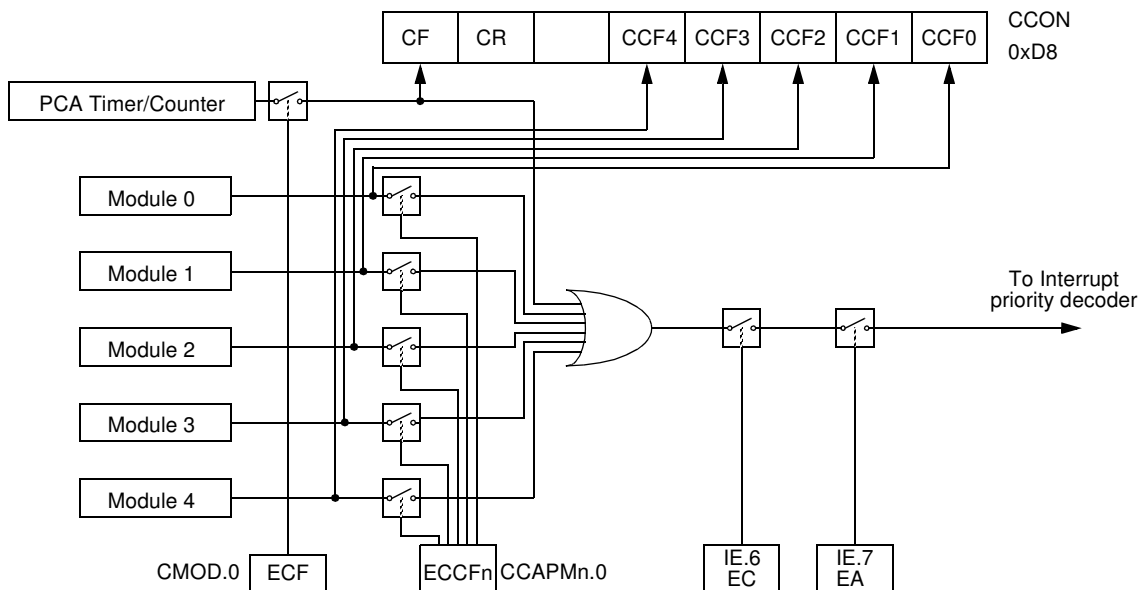 CF CR CCF4 CCF3 CCF2 CCF1 CCF0
CCON
0xD8
PCA Timer/Counter
Module 0
Module 1
Module 2
Module 3
Module 4
To Interrupt
priority decoder
CMOD.0 ECF
ECCFn CCAPMn.0
IE.6
EC
IE.7
EA